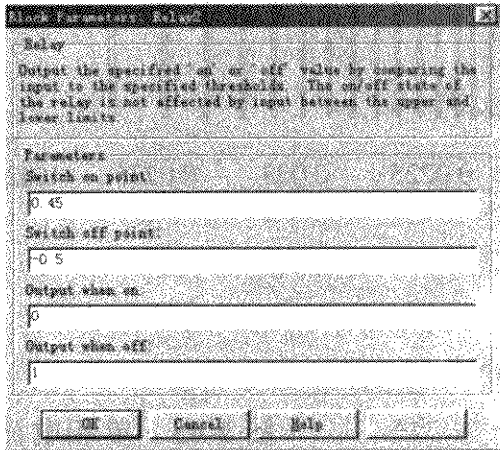 Block Parameters: Relay2
Relay
Output the specified 'on' or 'off' value by comparing the
input to the specified thresholds. The on/off state of
the relay is not affected by input between the upper and
lower limits.
Parameters
Switch on point:
0 45
Switch off point:
-0 5
Output when on:
0
Output when off
1
OK
Cancel
Help